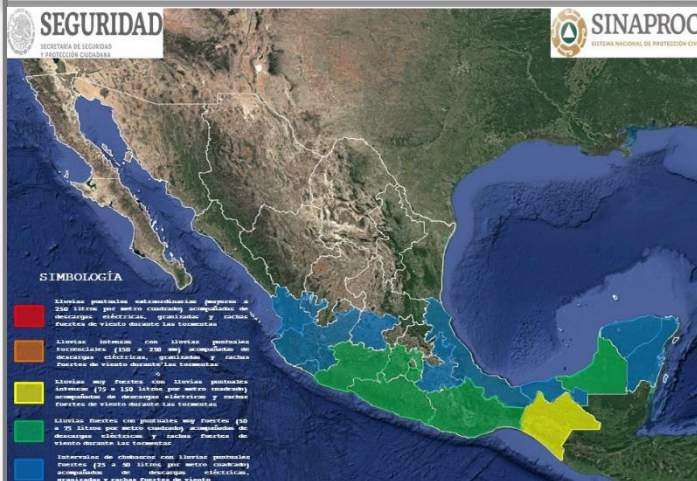 SEGURIDAD
SECRETARÍA DE SEGURIDAD
Y PROTECCIÓN CIUDADANA
SINAPROC
SISTEMA NACIONAL DE PROTECCIÓN CIV
SIMBOLOGÍA
Lluvias puntuales extraordinarias (mayores a
250 litros por metro cuadrado) acompañadas de
descargas eléctricas, granizadas y rachas
fuertes de viento durante las tormentas
Lluvias intensas con lluvias puntuales
torrenciales (150 a 250 mm) acompañadas de
descargas eléctricas, granizadas y rachas
fuertes de viento durante las tormentas
Lluvias muy fuertes con lluvias puntuales
intensas (75 a 150 litros por metro cuadrado)
acompañadas de descargas eléctricas y rachas
fuertes de viento durante las tormentas
Lluvias fuertes con puntuales muy fuertes (50
a 75 litros por metro cuadrado) acompañadas de
descargas eléctricas y rachas fuertes de
viento durante las tormentas
Intervalos de chubascos con lluvias puntuales
fuertes (25 a 50 litros por metro cuadrado)
acompañados de descargas eléctricas,
granizadas y rachas fuertes de viento